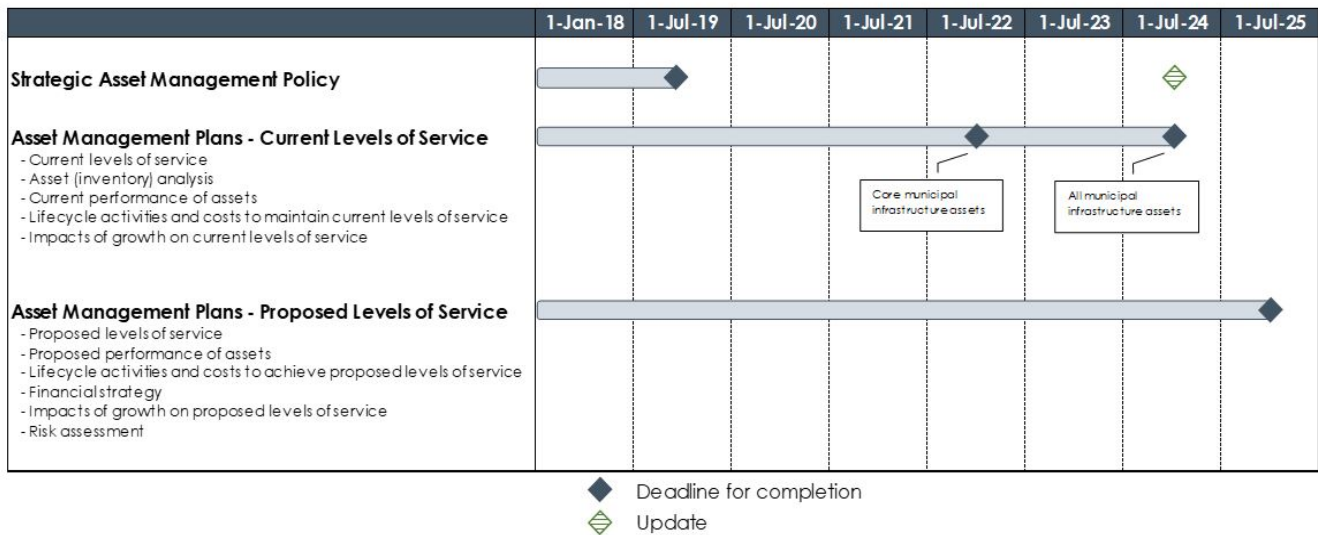 1-Jan-18 1-Jul-19 1-Jul-20 1-Jul-21 1-Jul-22 1-Jul-23 1-Jul-24 1-Jul-25
Strategic Asset Management Policy
Asset Management Plans - Current Levels of Service
- Current levels of service
- Asset (inventory) analysis
- Current performance of assets
- Lifecycle activities and costs to maintain current levels of service
- Impacts of growth on current levels of service
Core municipal
infrastructure assets
All municipal
infrastructure assets
Asset Management Plans - Proposed Levels of Service
- Proposed levels of service
- Proposed performance of assets
- Lifecycle activities and costs to achieve proposed levels of service
- Financial strategy
- Impacts of growth on proposed levels of service
- Risk assessment
Deadline for completion
Update